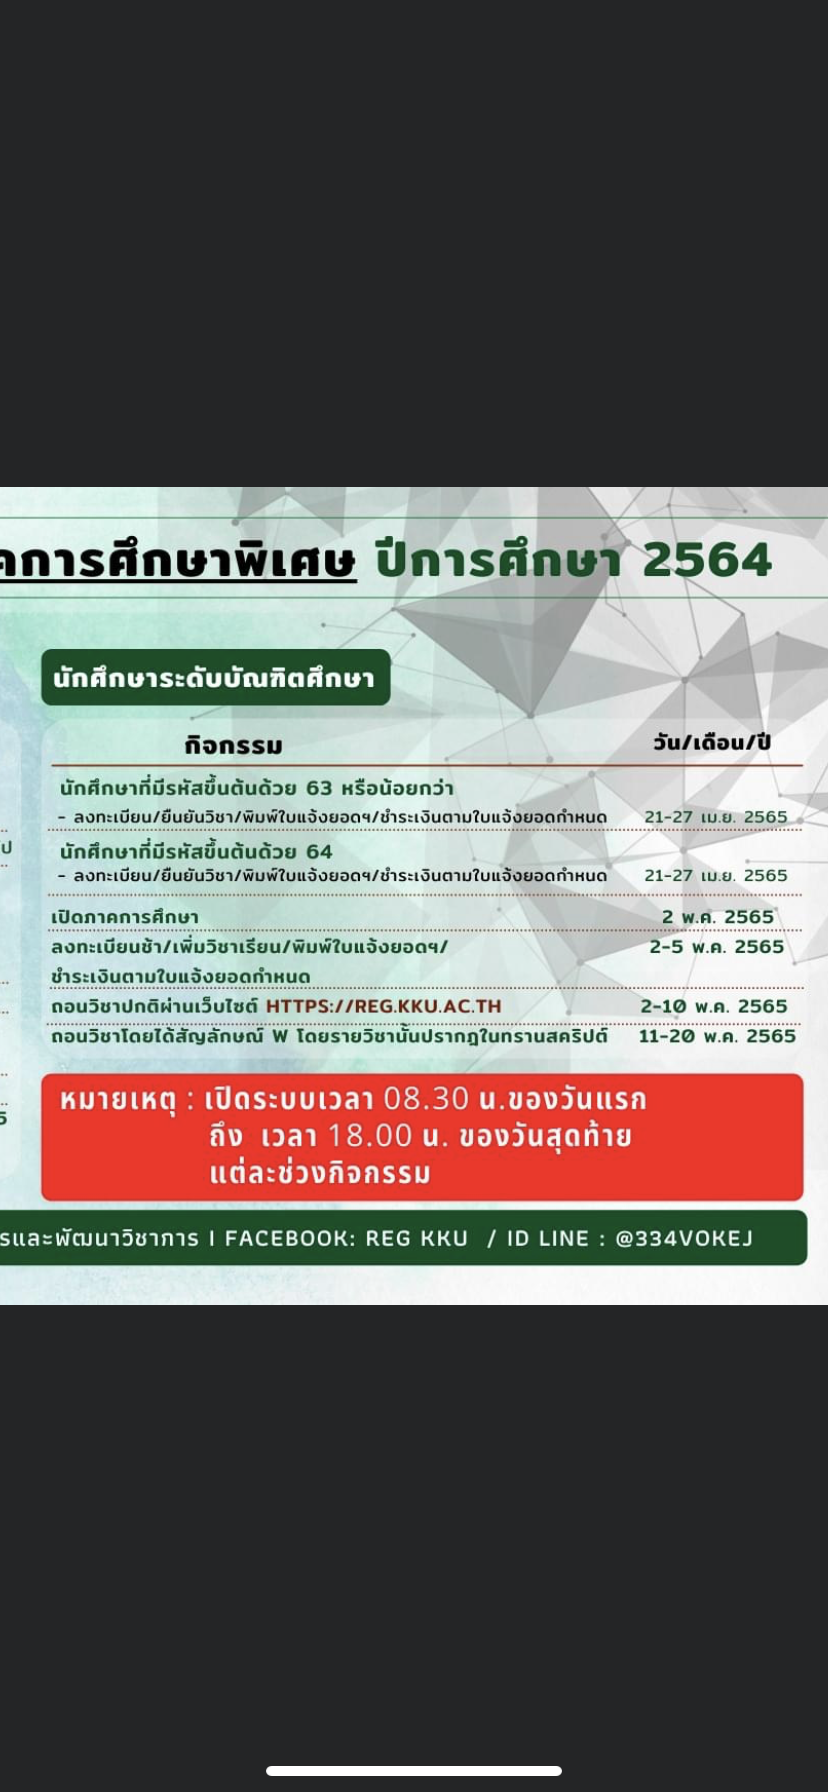 คการศึกษาพิเศษ ปีการศึกษา 2564
นักศึกษาระดับบัณฑิตศึกษา
กิจกรรม วัน/เดือน/ปี
นักศึกษาที่มีรหัสขึ้นต้นด้วย 63 หรือน้อยกว่า
- ลงทะเบียน/ยืนยันวิชา/พิมพ์ใบแจ้งยอดฯ/ชำระเงินตามใบแจ้งยอดกำหนด 21-27 เม.ย. 2565
นักศึกษาที่มีรหัสขึ้นต้นด้วย 64
- ลงทะเบียน/ยืนยันวิชา/พิมพ์ใบแจ้งยอดฯ/ชำระเงินตามใบแจ้งยอดกำหนด 21-27 เม.ย. 2565
เปิดภาคการศึกษา 2 พ.ค. 2565
ลงทะเบียนช้า/เพิ่มวิชาเรียน/พิมพ์ใบแจ้งยอดฯ/ 2-5 พ.ค. 2565
ชำระเงินตามใบแจ้งยอดกำหนด
ถอนวิชาปกติผ่านเว็บไซต์ HTTPS://REG.KKU.AC.TH 2-10 พ.ค. 2565
ถอนวิชาโดยได้สัญลักษณ์ W โดยรายวิชานั้นปรากฏในทรานสคริปต์ 11-20 พ.ค. 2565
หมายเหตุ : เปิดระบบเวลา 08.30 น.ของวันแรก
ถึง เวลา 18.00 น. ของวันสุดท้าย
แต่ละช่วงกิจกรรม
รและพัฒนาวิชาการ I FACEBOOK: REG KKU / ID LINE : @334VOKEJ